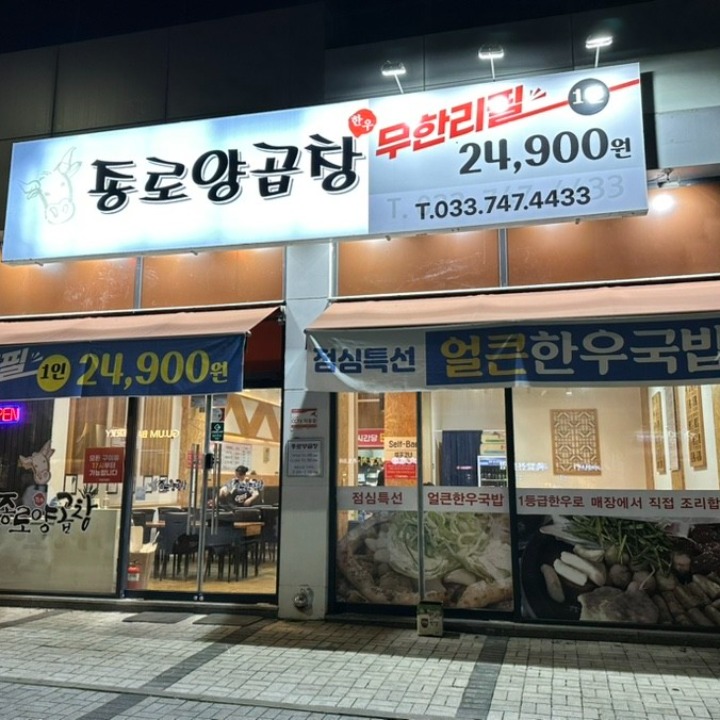 종로양곱창
한우
무한리필
1인
24,900원
T.033.747.4433
필
1인 24,900원
점심특선 얼큰한우국밥
PEN
종로양곱창
Self-Ba
점심특선
얼큰한우국밥
1등급한우로 매장에서 직접 조리합